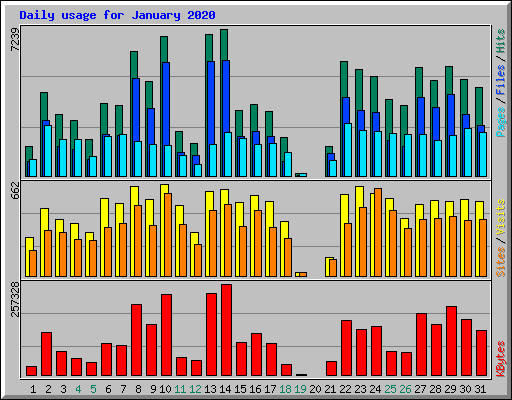 Daily usage for January 2020
7239
Pages / Files / Hits
662
Sites / Visits
257328
KBytes
1 2 3 4 5 6 7 8 9 10 11 12 13 14 15 16 17 18 19 20 21 22 23 24 25 26 27 28 29 30 31